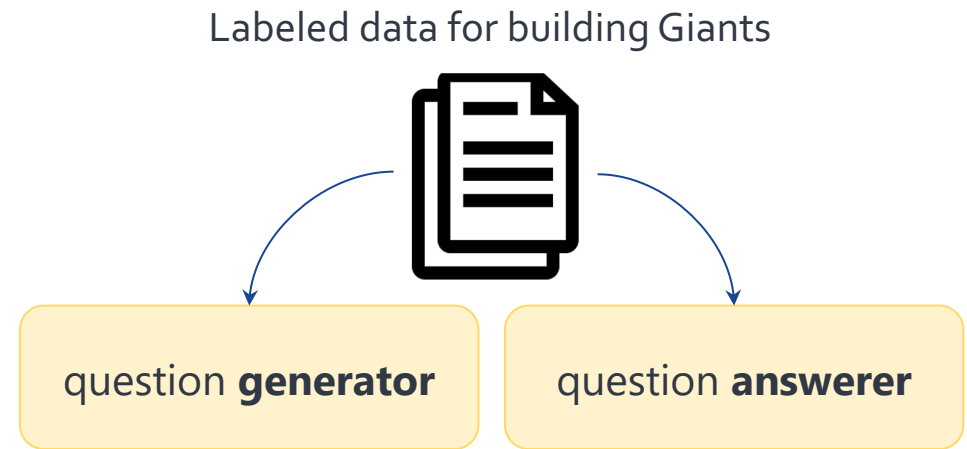 Labeled data for building Giants
question generator
question answerer